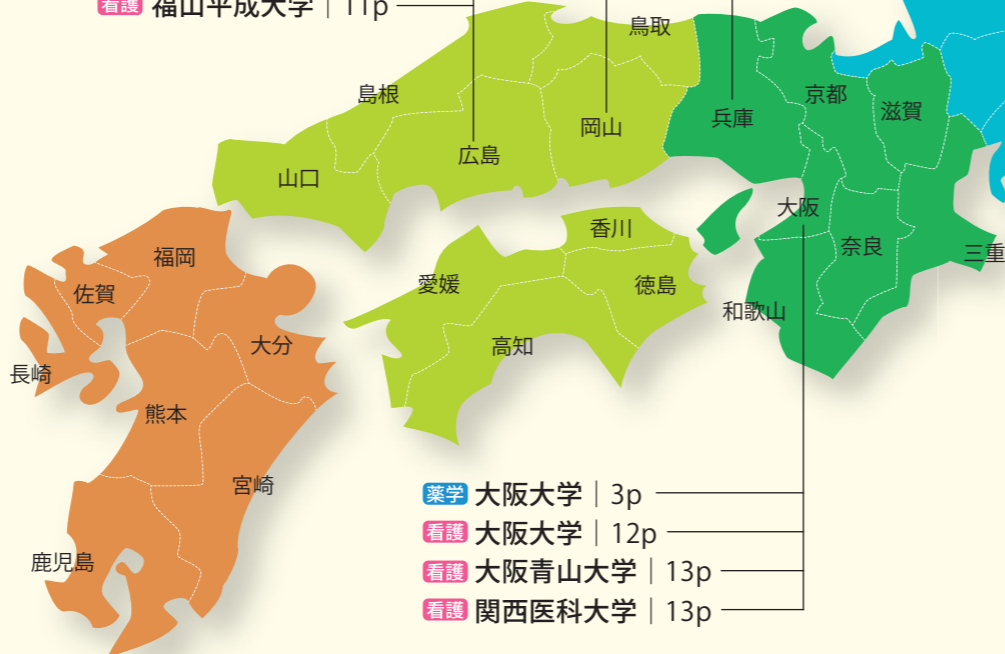 看護 福山平成大学｜11p
鳥取
島根
京都
滋賀
兵庫
岡山
広島
山口
大阪
香川
奈良
三重
福岡
愛媛
徳島
佐賀
和歌山
大分
高知
長崎
熊本
宮崎
鹿児島
薬学 大阪大学｜3p
看護 大阪大学｜12p
看護 大阪青山大学｜13p
看護 関西医科大学｜13p